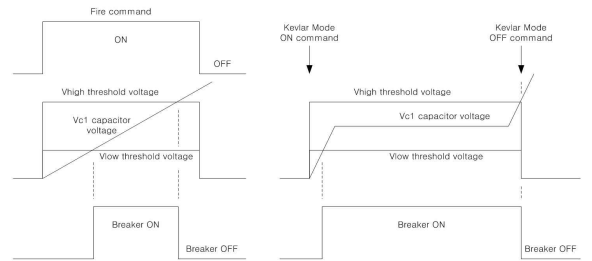 Fire command
ON
OFF
Vhigh threshold voltage
Vc1 capacitor
voltage
Vlow threshold voltage
Breaker ON
Breaker OFF
Kevlar Mode
ON command
Kevlar Mode
OFF command
Vhigh threshold voltage
Vc1 capacitor voltage
Vlow threshold voltage
Breaker ON
Breaker OFF